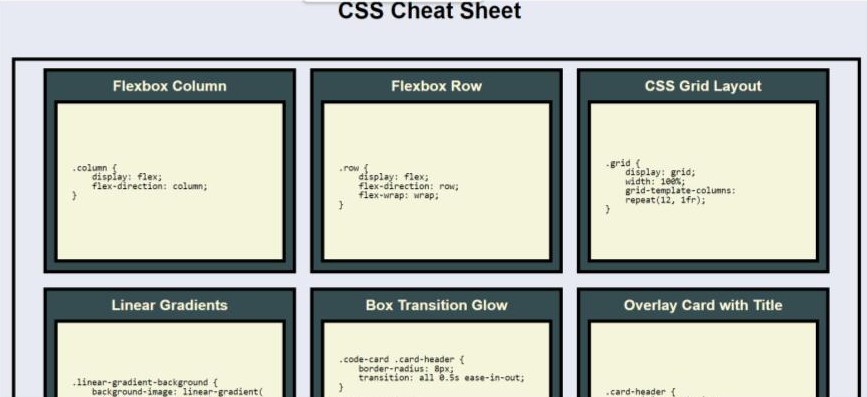 CSS Cheat Sheet
Flexbox Column
.column {
    display: flex;
    flex-direction: column;
}
Flexbox Row
.row {
    display: flex;
    flex-direction: row;
    flex-wrap: wrap;
}
CSS Grid Layout
.grid {
    display: grid;
    width: 100%;
    grid-template-columns:
    repeat(12, 1fr);
}
Linear Gradients
.linear-gradient-background {
    background-image: linear-gradient(
Box Transition Glow
.code-card .card-header {
    border-radius: 8px;
    transition: all 0.5s ease-in-out;
}
Overlay Card with Title
.card-header {